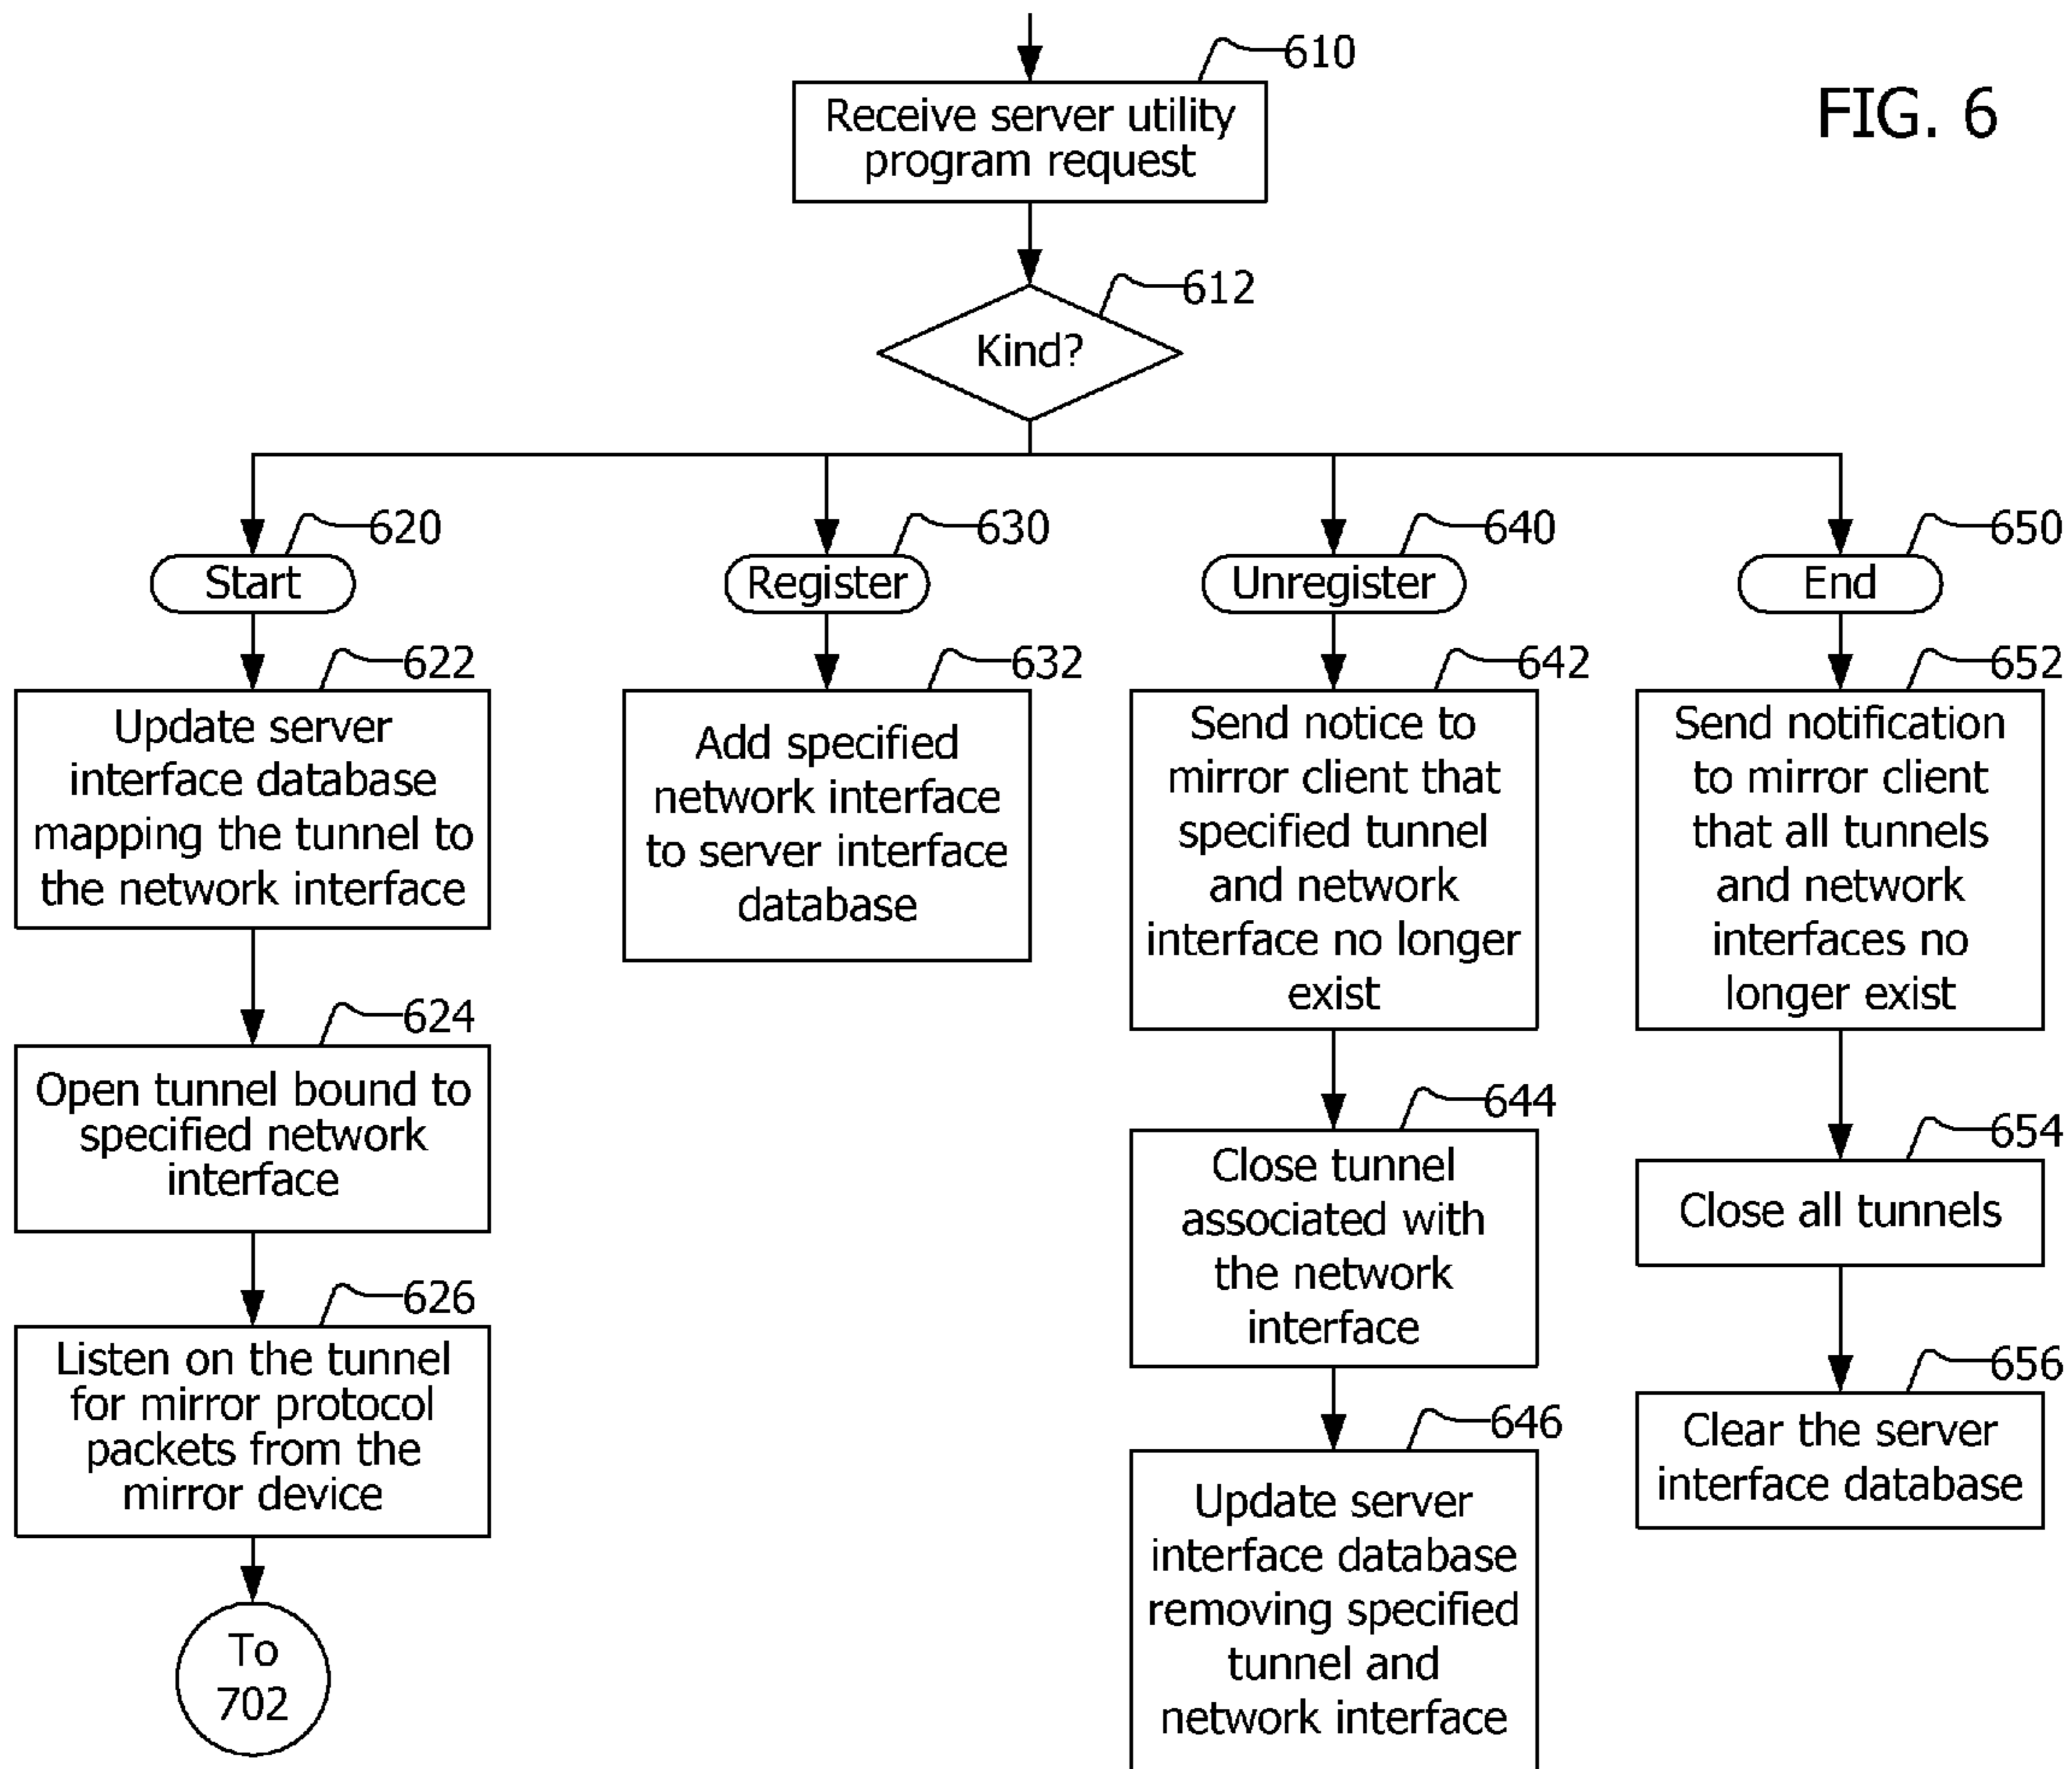 610
FIG. 6
Receive server utility
program request
612
Kind?
620
630
640
650
Start
Register
Unregister
End
622
Update server
interface database
mapping the tunnel to
the network interface
624
Open tunnel bound to
specified network
interface
626
Listen on the tunnel
for mirror protocol
packets from the
mirror device
To
702
632
Add specified
network interface
to server interface
database
642
Send notice to
mirror client that
specified tunnel
and network
interface no longer
exist
644
Close tunnel
associated with
the network
interface
646
Update server
interface database
removing specified
tunnel and
network interface
652
Send notification
to mirror client
that all tunnels
and network
interfaces no
longer exist
654
Close all tunnels
656
Clear the server
interface database